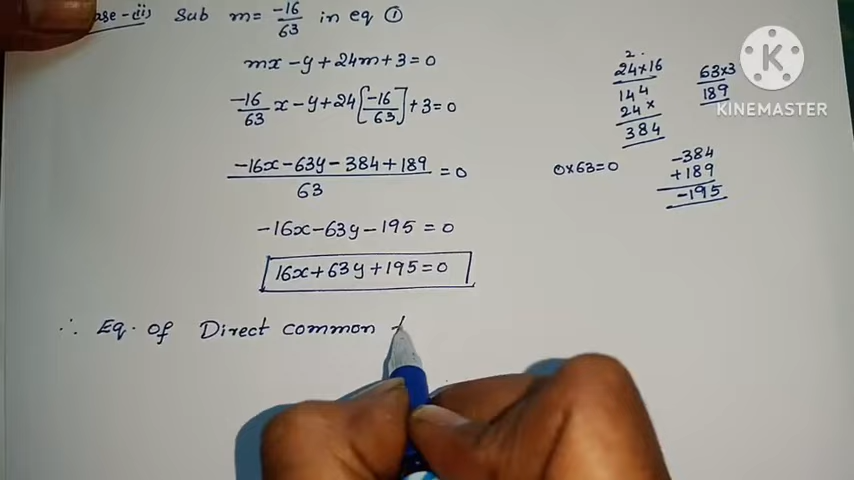 ase-(ii) Sub m= -16/63 in eq ①
mx-y+24m+3=0
-16/63 x-y+24[-16/63]+3=0
-16x-63y-384+189/63 =0
-16x-63y-195=0
16x+63y+195=0
∴ Eq. of Direct common
2
24×16
144
24×
384
63×3
189
0×63=0
-384
+189
-195
K
KINEMASTER